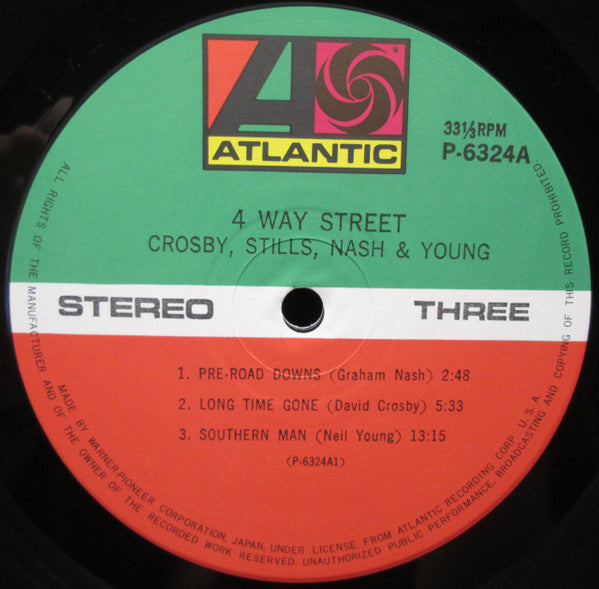 ATLANTIC
33⅓RPM
P-6324A
4 WAY STREET
CROSBY, STILLS, NASH & YOUNG
STEREO
THREE
1. PRE-ROAD DOWNS (Graham Nash) 2:48
2. LONG TIME GONE (David Crosby) 5:33
3. SOUTHERN MAN (Neil Young) 13:15
(P-6324A1)
MADE BY WARNER-PIONEER CORPORATION, JAPAN, UNDER LICENSE FROM ATLANTIC RECORDING CORP. U.S.A.
ALL RIGHTS OF THE MANUFACTURER AND OF THE OWNER OF THE RECORDED WORK RESERVED. UNAUTHORIZED PUBLIC PERFORMANCE, BROADCASTING AND COPYING OF THIS RECORD PROHIBITED.